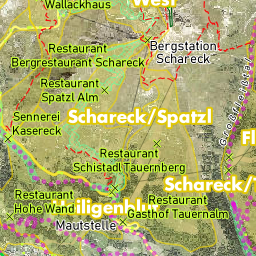 Wallackhaus
West
Restaurant
Bergrestaurant Schareck
Bergstation
Schareck
Restaurant
Spatzl Alm
Großfleißtal
Schareck/Spatzl
Sennerei
Kasereck
Fl
Restaurant
Schistadl Tauernberg
Schareck/
Restaurant
Hohe Wand
iligenbl
Restaurant
Gasthof Tauernalm
Mautstelle